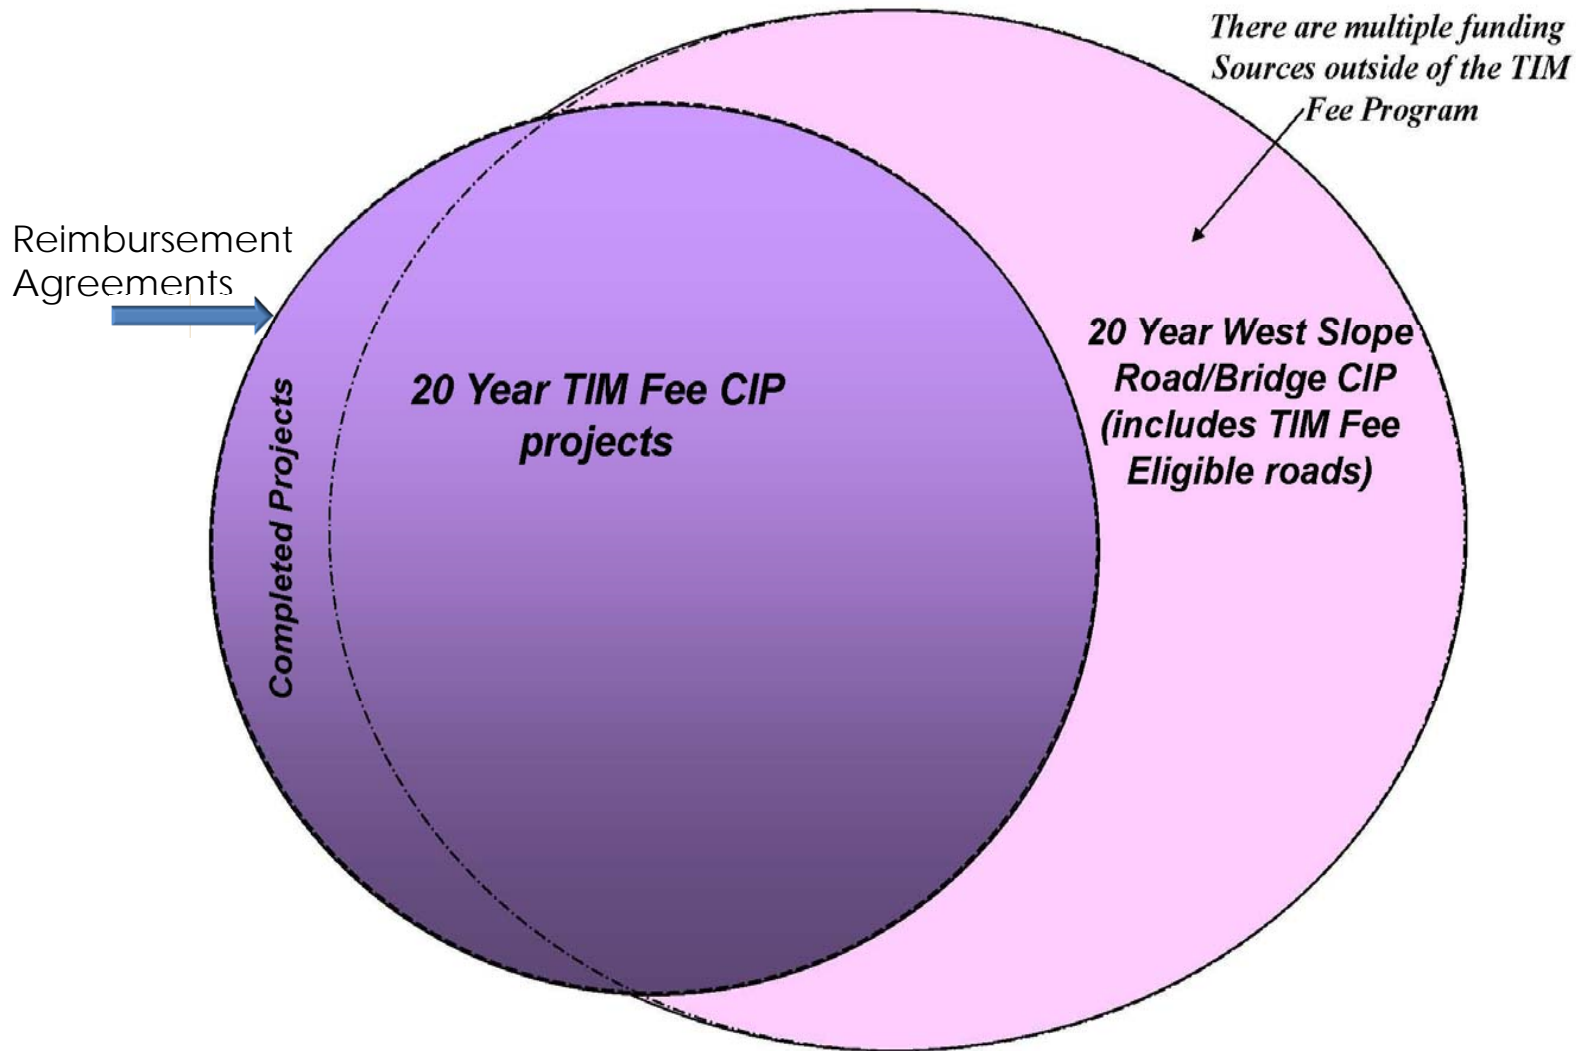 There are multiple funding
Sources outside of the TIM
Fee Program
Reimbursement
Agreements
20 Year West Slope
Road/Bridge CIP
(includes TIM Fee
Eligible roads)
20 Year TIM Fee CIP
projects
Completed Projects